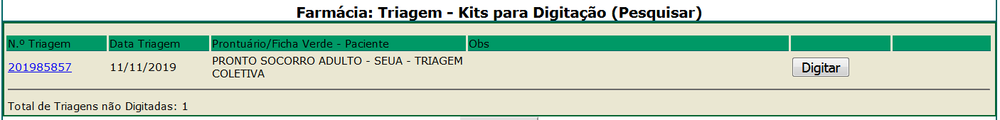 Farmácia: Triagem - Kits para Digitação (Pesquisar)
N.º Triagem Data Triagem Prontuário/Ficha Verde - Paciente Obs
201985857 11/11/2019 PRONTO SOCORRO ADULTO - SEUA - TRIAGEM COLETIVA Digitar
Total de Triagens não Digitadas: 1